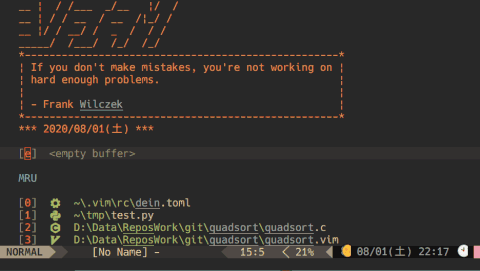 If you don't make mistakes, you're not working on
hard enough problems.
- Frank Wilczek
*** 2020/08/01(土) ***
[e] <empty buffer>
MRU
[0] ~\.vim\rc\dein.toml
[1] ~\tmp\test.py
[2] D:\Data\ReposWork\git\quadsort\quadsort.c
[3] D:\Data\ReposWork\git\quadsort\quadsort.vim
NORMAL [No Name] - 15:5 21% 08/01(土) 22:17